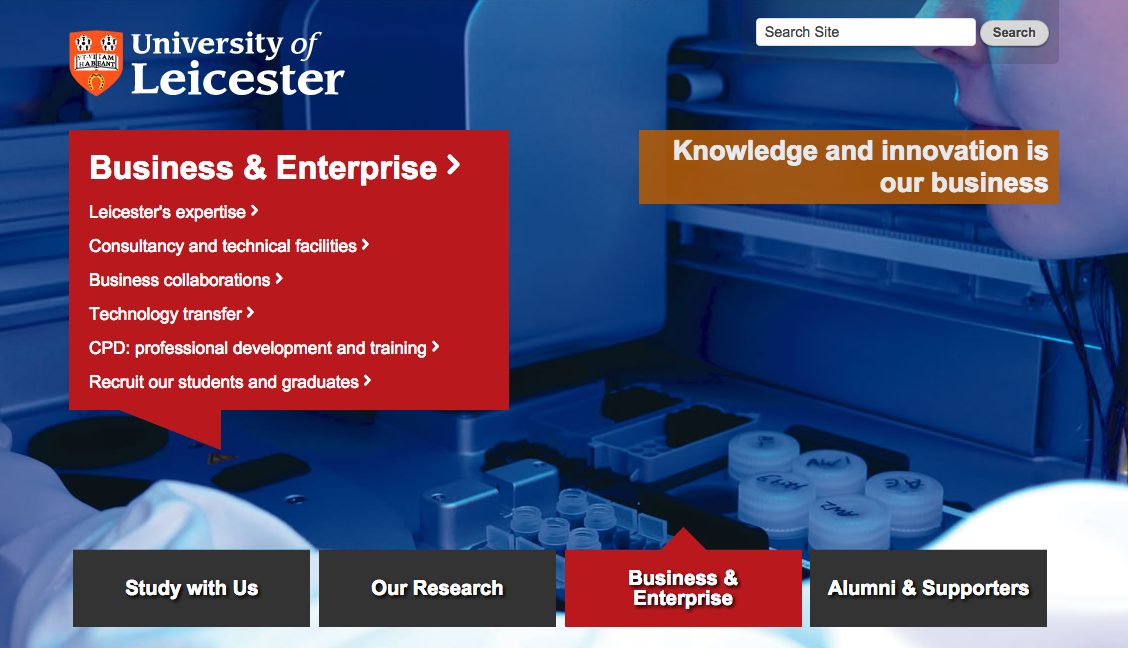 University of
Leicester
Search Site
Search
Business & Enterprise
Leicester's expertise
Consultancy and technical facilities
Business collaborations
Technology transfer
CPD: professional development and training
Recruit our students and graduates
Knowledge and innovation is
our business
AW1
AW2
Study with Us
Our Research
Business &
Enterprise
Alumni & Supporters